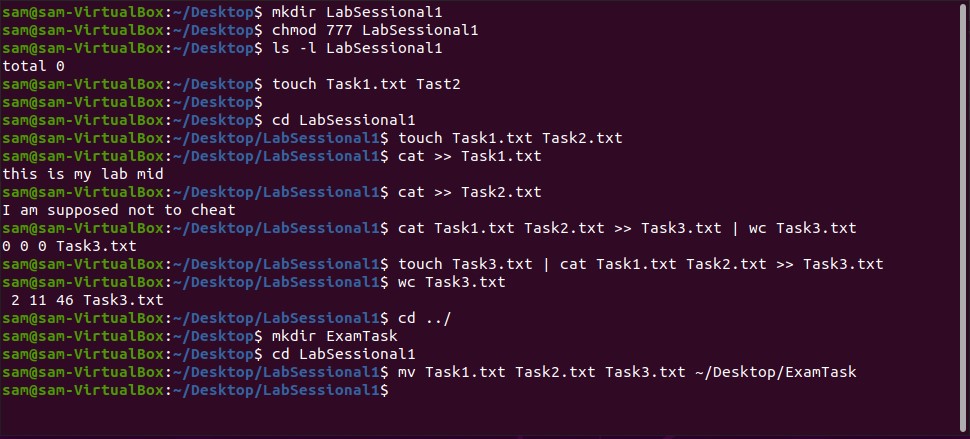 sam@sam-VirtualBox:~/Desktop$ mkdir LabSessional1
sam@sam-VirtualBox:~/Desktop$ chmod 777 LabSessional1
sam@sam-VirtualBox:~/Desktop$ ls -l LabSessional1
total 0
sam@sam-VirtualBox:~/Desktop$ touch Task1.txt Tast2
sam@sam-VirtualBox:~/Desktop$
sam@sam-VirtualBox:~/Desktop$ cd LabSessional1
sam@sam-VirtualBox:~/Desktop/LabSessional1$ touch Task1.txt Task2.txt
sam@sam-VirtualBox:~/Desktop/LabSessional1$ cat >> Task1.txt
this is my lab mid
sam@sam-VirtualBox:~/Desktop/LabSessional1$ cat >> Task2.txt
I am supposed not to cheat
sam@sam-VirtualBox:~/Desktop/LabSessional1$ cat Task1.txt Task2.txt >> Task3.txt | wc Task3.txt
0 0 0 Task3.txt
sam@sam-VirtualBox:~/Desktop/LabSessional1$ touch Task3.txt | cat Task1.txt Task2.txt >> Task3.txt
sam@sam-VirtualBox:~/Desktop/LabSessional1$ wc Task3.txt
 2 11 46 Task3.txt
sam@sam-VirtualBox:~/Desktop/LabSessional1$ cd ../
sam@sam-VirtualBox:~/Desktop$ mkdir ExamTask
sam@sam-VirtualBox:~/Desktop$ cd LabSessional1
sam@sam-VirtualBox:~/Desktop/LabSessional1$ mv Task1.txt Task2.txt Task3.txt ~/Desktop/ExamTask
sam@sam-VirtualBox:~/Desktop/LabSessional1$